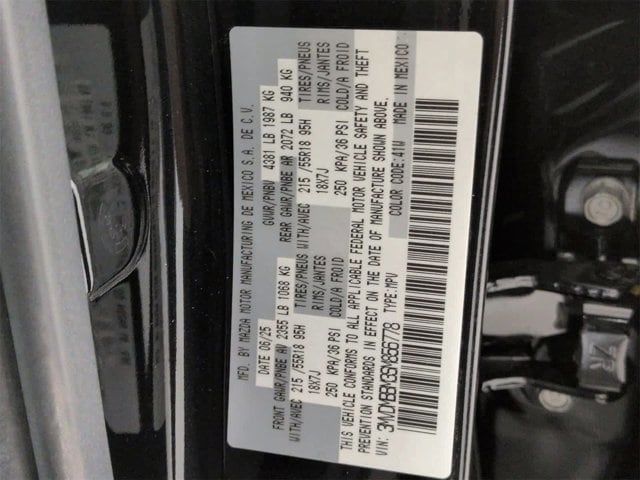 MFD. BY MAZDA MOTOR MANUFACTURING DE MEXICO S.A. DE C.V.
DATE 06/25 GVWR/PNBV 4381 LB 1987 KG
FRONT GAWR/PNBE AV 2355 LB 1068 KG REAR GAWR/PNBE AR 2072 LB 940 KG
WITH/AVEC 215/55R18 95H TIRES/PNEUS WITH/AVEC 215/55R18 95H TIRES/PNEUS
18X7J RIMS/JANTES 18X7J RIMS/JANTES
250 KPA/36 PSI COLD/A FROID 250 KPA/36 PSI COLD/A FROID
THIS VEHICLE CONFORMS TO ALL APPLICABLE FEDERAL MOTOR VEHICLE SAFETY AND THEFT
PREVENTION STANDARDS IN EFFECT ON THE DATE OF MANUFACTURE SHOWN ABOVE.
VIN: TYPE:MPV COLOR CODE:41W MADE IN MEXICO